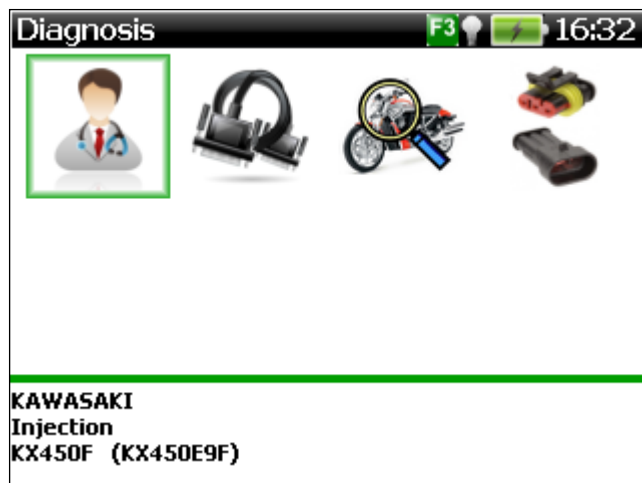 Diagnosis F3 16:32
KAWASAKI
Injection
KX450F (KX450E9F)